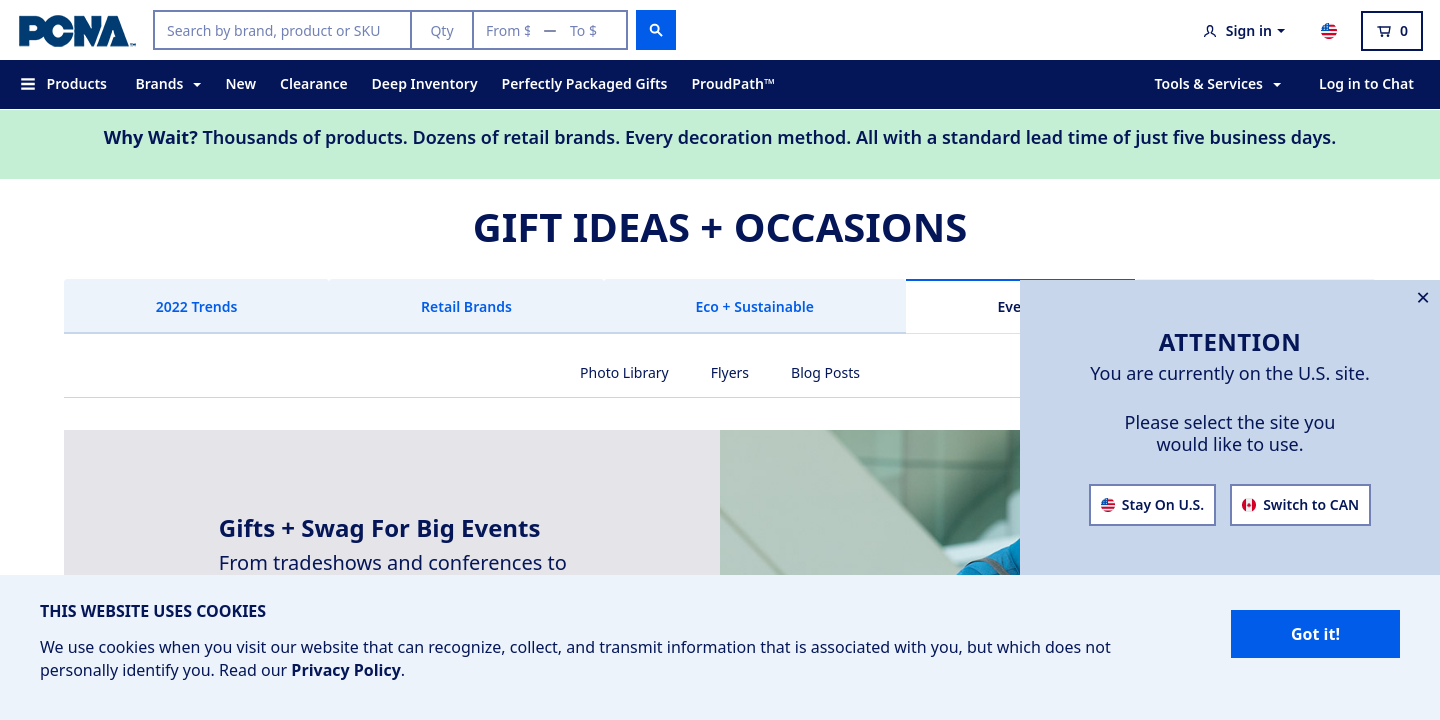 PCNA™
Search by brand, product or SKU
Qty
From $ — To $
Sign in
0
Products
Brands
New
Clearance
Deep Inventory
Perfectly Packaged Gifts
ProudPath™
Tools & Services
Log in to Chat
Why Wait? Thousands of products. Dozens of retail brands. Every decoration method. All with a standard lead time of just five business days.
GIFT IDEAS + OCCASIONS
2022 Trends
Retail Brands
Eco + Sustainable
Photo Library
Flyers
Blog Posts
Gifts + Swag For Big Events
From tradeshows and conferences to
×
ATTENTION
You are currently on the U.S. site.
Please select the site you
would like to use.
Stay On U.S.
Switch to CAN
THIS WEBSITE USES COOKIES
We use cookies when you visit our website that can recognize, collect, and transmit information that is associated with you, but which does not
personally identify you. Read our Privacy Policy.
Got it!